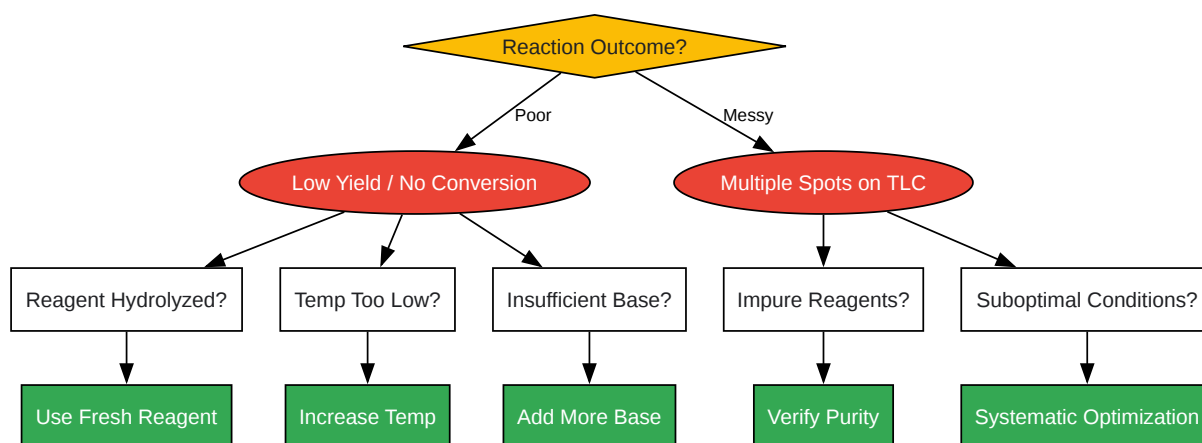 Reaction Outcome?
Poor
Messy
Low Yield / No Conversion
Multiple Spots on TLC
Reagent Hydrolyzed?
Temp Too Low?
Insufficient Base?
Impure Reagents?
Suboptimal Conditions?
Use Fresh Reagent
Increase Temp
Add More Base
Verify Purity
Systematic Optimization